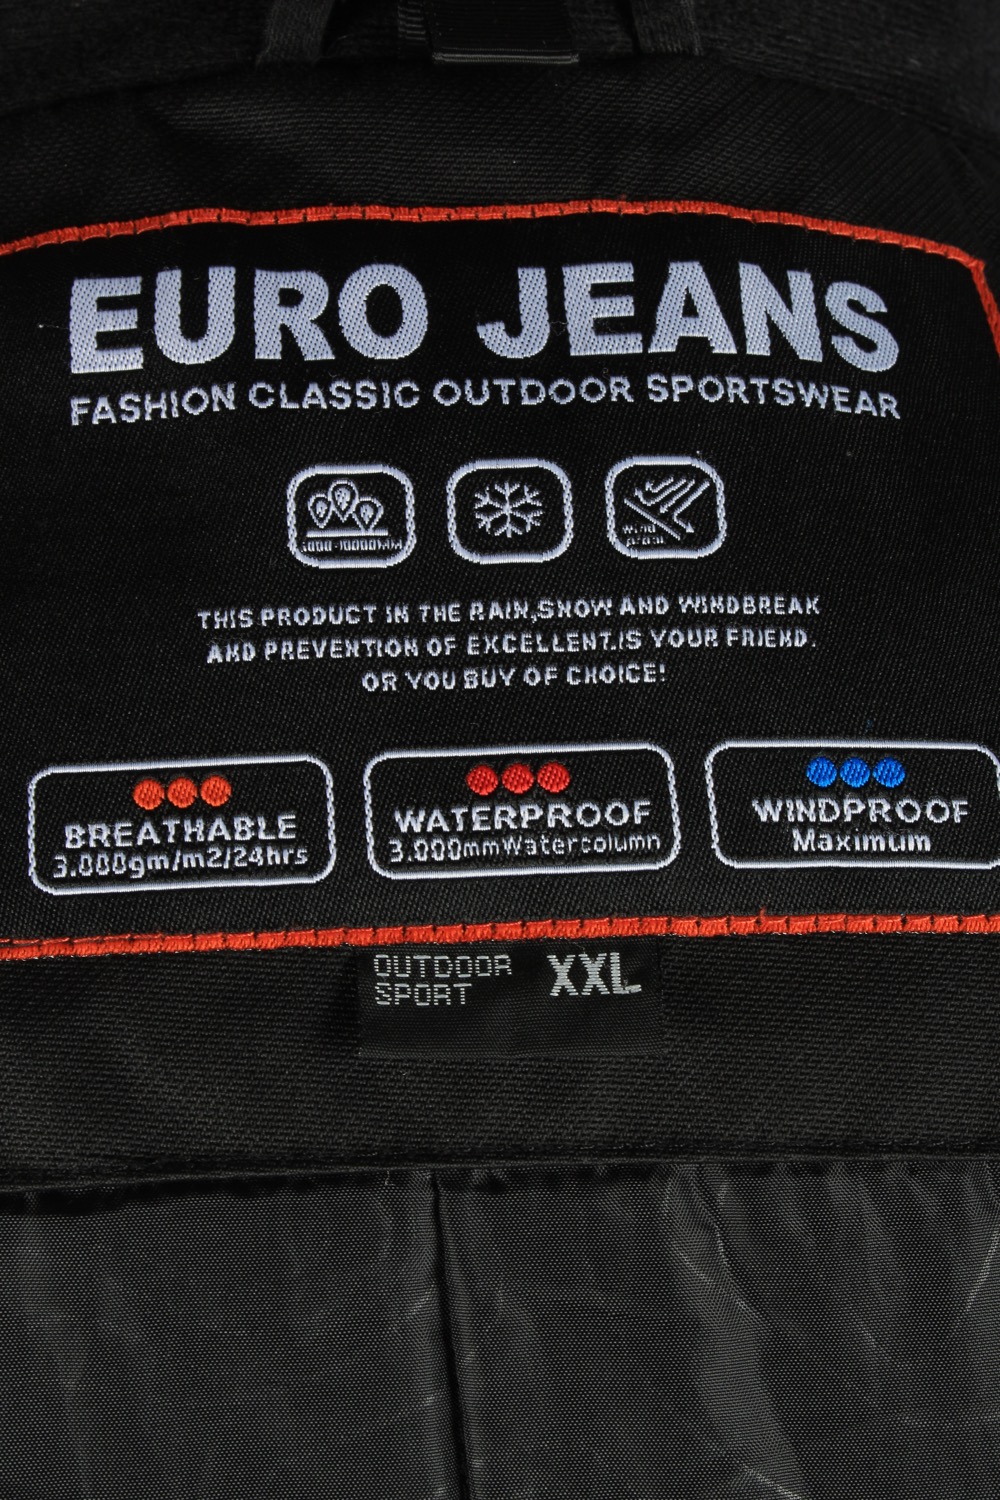 EURO JEANS
FASHION CLASSIC OUTDOOR SPORTSWEAR
wind
THIS PRODUCT IN THE RAIN,SNOW AND WINDBREAK
AND PREVENTION OF EXCELLENT.IS YOUR FRIEND.
OR YOU BUY OF CHOICE!
BREATHABLE
3.000gm/m2/24hrs
WATERPROOF
3.000mmWatercolumn
WINDPROOF
Maximum
OUTDOOR
SPORT
XXL